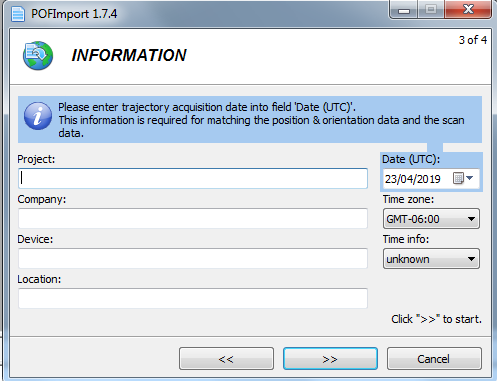 POFImport 1.7.4
3 of 4
INFORMATION
Please enter trajectory acquisition date into field 'Date (UTC)'.
This information is required for matching the position & orientation data and the scan
data.
Project:
Date (UTC):
23/04/2019
Company:
Time zone:
GMT-06:00
Device:
Time info:
unknown
Location:
Click ">>" to start.
<<
>>
Cancel